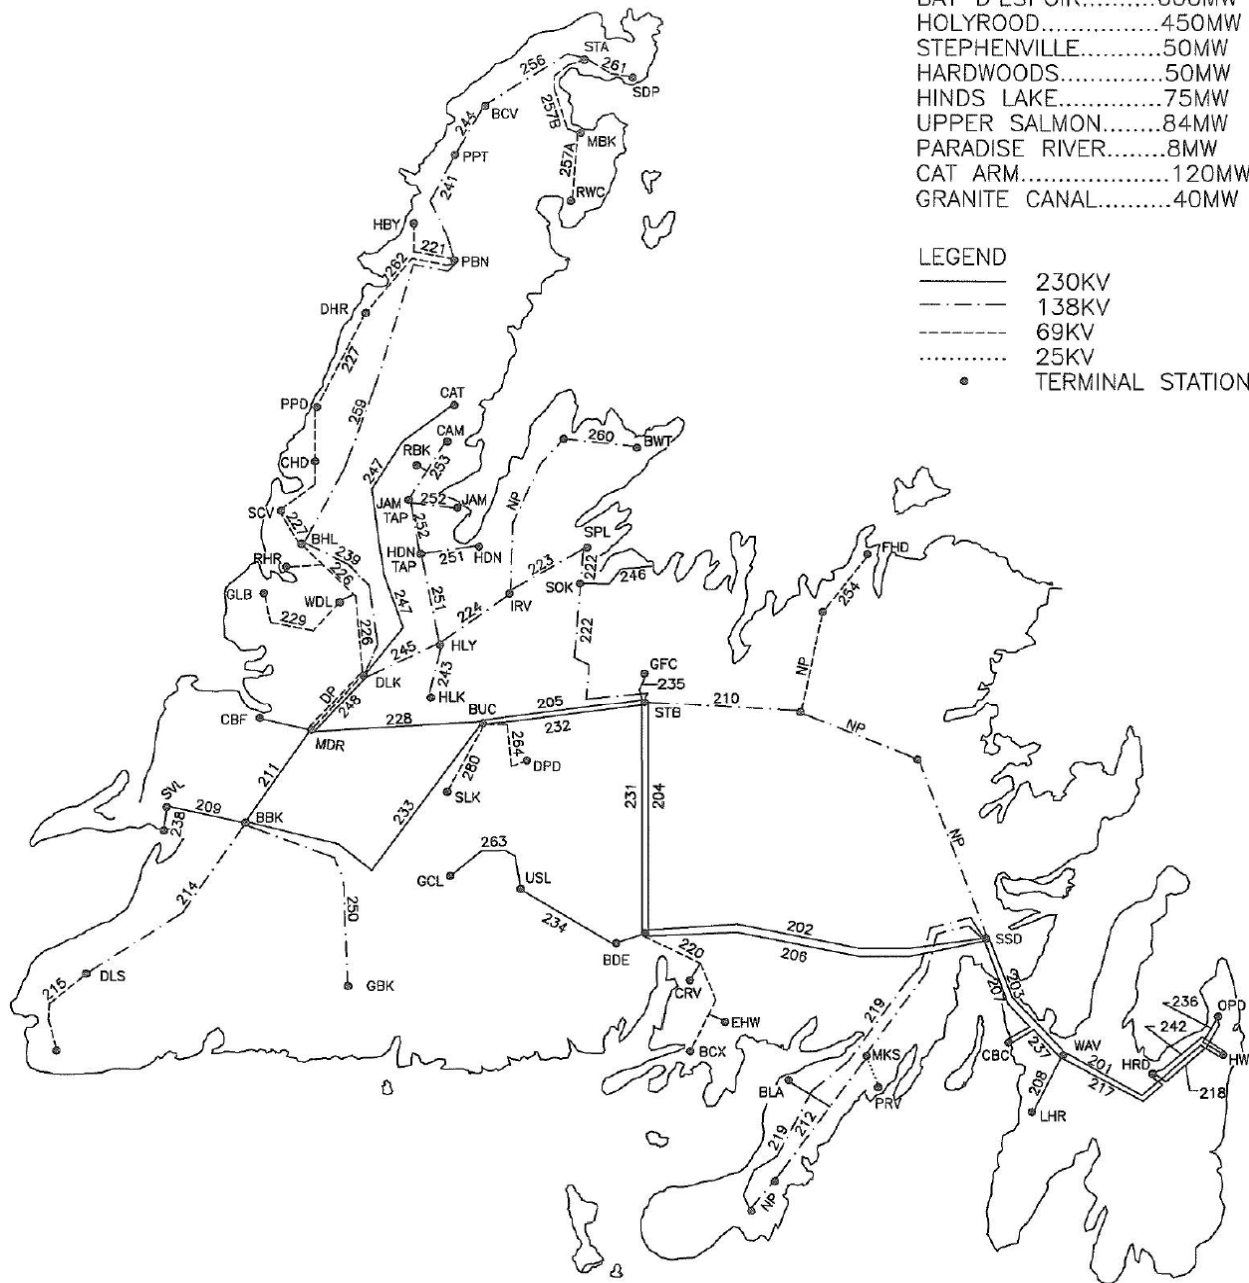 HOLYROOD................450MW
STEPHENVILLE...........50MW
HARDWOODS..............50MW
HINDS LAKE.............75MW
UPPER SALMON........84MW
PARADISE RIVER.......8MW
CAT ARM...................120MW
GRANITE CANAL..........40MW
LEGEND
230KV
138KV
69KV
25KV
TERMINAL STATION
STA
256
261
SDP
BCV
257B
244
MBK
PPT
257A
241
RWC
HBY
221
PBN
262
DHR
227
PPD
CAT
259
CAM
RBK
260
BWT
253
CHD
247
NP
JAM TAP
252
JAM
SCV
227
252
SPL
FHD
BHL
239
HDN TAP
251
HDN
223
222
RHR
226
SOK
246
GLB
WDL
247
IRV
254
229
251
224
226
222
245
HLY
DLK
GFC
NP
DP
243
235
248
HLK
CBF
BUC
205
STB
210
228
232
NP
MDR
264
DPD
211
280
SVL
SLK
209
233
231
204
BBK
238
NP
263
GCL
USL
214
250
234
202
SSD
BDE
220
206
DLS
GBK
CRV
215
219
207
203
236
OPD
EHW
242
BCX
MKS
CBC
237
WAV
201
HRD
HW
BLA
PRV
217
218
208
LHR
219
212
NP